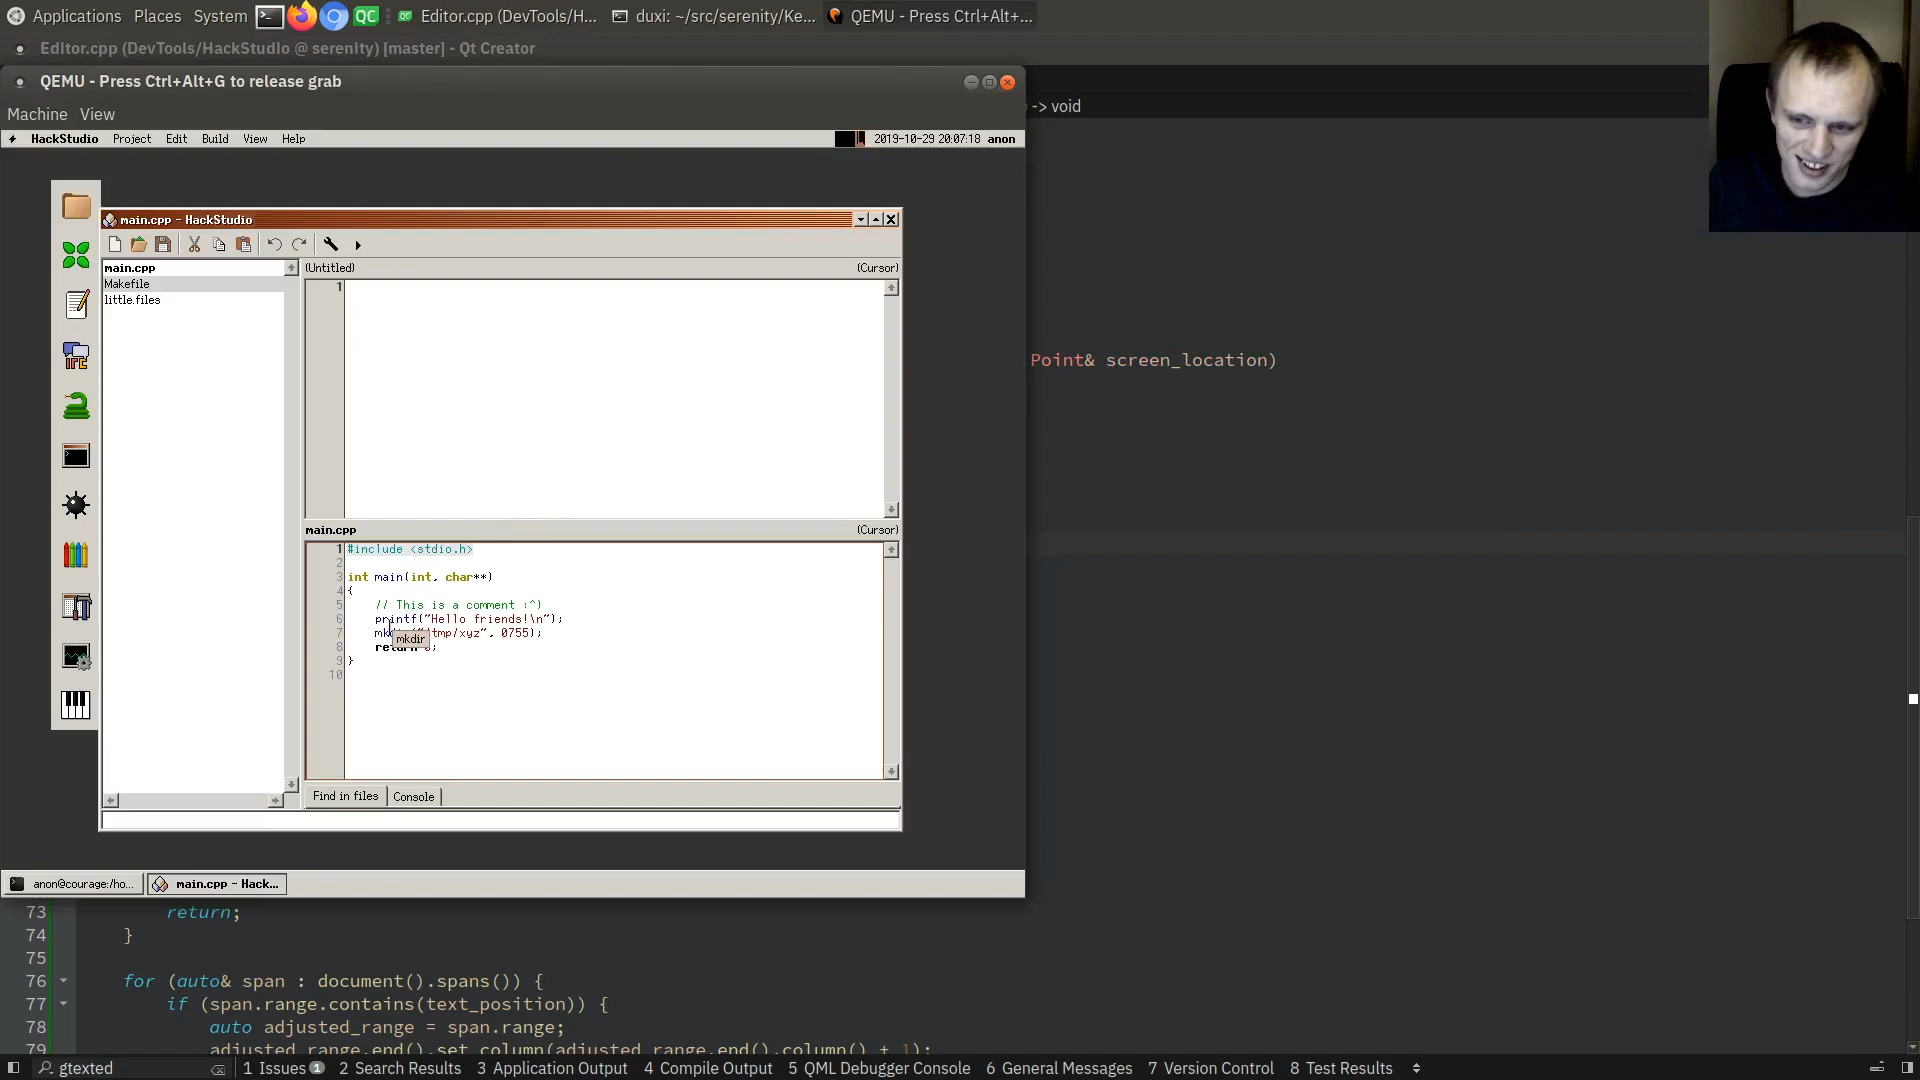 Applications Places System QC Editor.cpp (DevTools/H... duxi: ~/src/serenity/Ke... QEMU - Press Ctrl+Alt+...
Editor.cpp (DevTools/HackStudio @ serenity) [master] - Qt Creator
QEMU - Press Ctrl+Alt+G to release grab
Machine View
-> void
HackStudio Project Edit Build View Help 2019-10-29 20:07:18 anon
main.cpp - HackStudio
main.cpp
Makefile
little.files
(Untitled) (Cursor)
1
IRC
Point& screen_location)
main.cpp (Cursor)
1 #include <stdio.h>
2
3 int main(int, char**)
4 {
5 // This is a comment :^)
6 printf("Hello friends!\n");
7 mk tmp/xyz", 0755);
mkdir
8
9 }
10
Find in files Console
anon@courage:/ho... main.cpp - Hack...
73 return;
74 }
75
76 for (auto& span : document().spans()) {
77 if (span.range.contains(text_position)) {
78 auto adjusted_range = span.range;
79 adjusted_range.end().set_column(adjusted_range.end().column() + 1);
gtexted 1 Issues 1 2 Search Results 3 Application Output 4 Compile Output 5 QML Debugger Console 6 General Messages 7 Version Control 8 Test Results